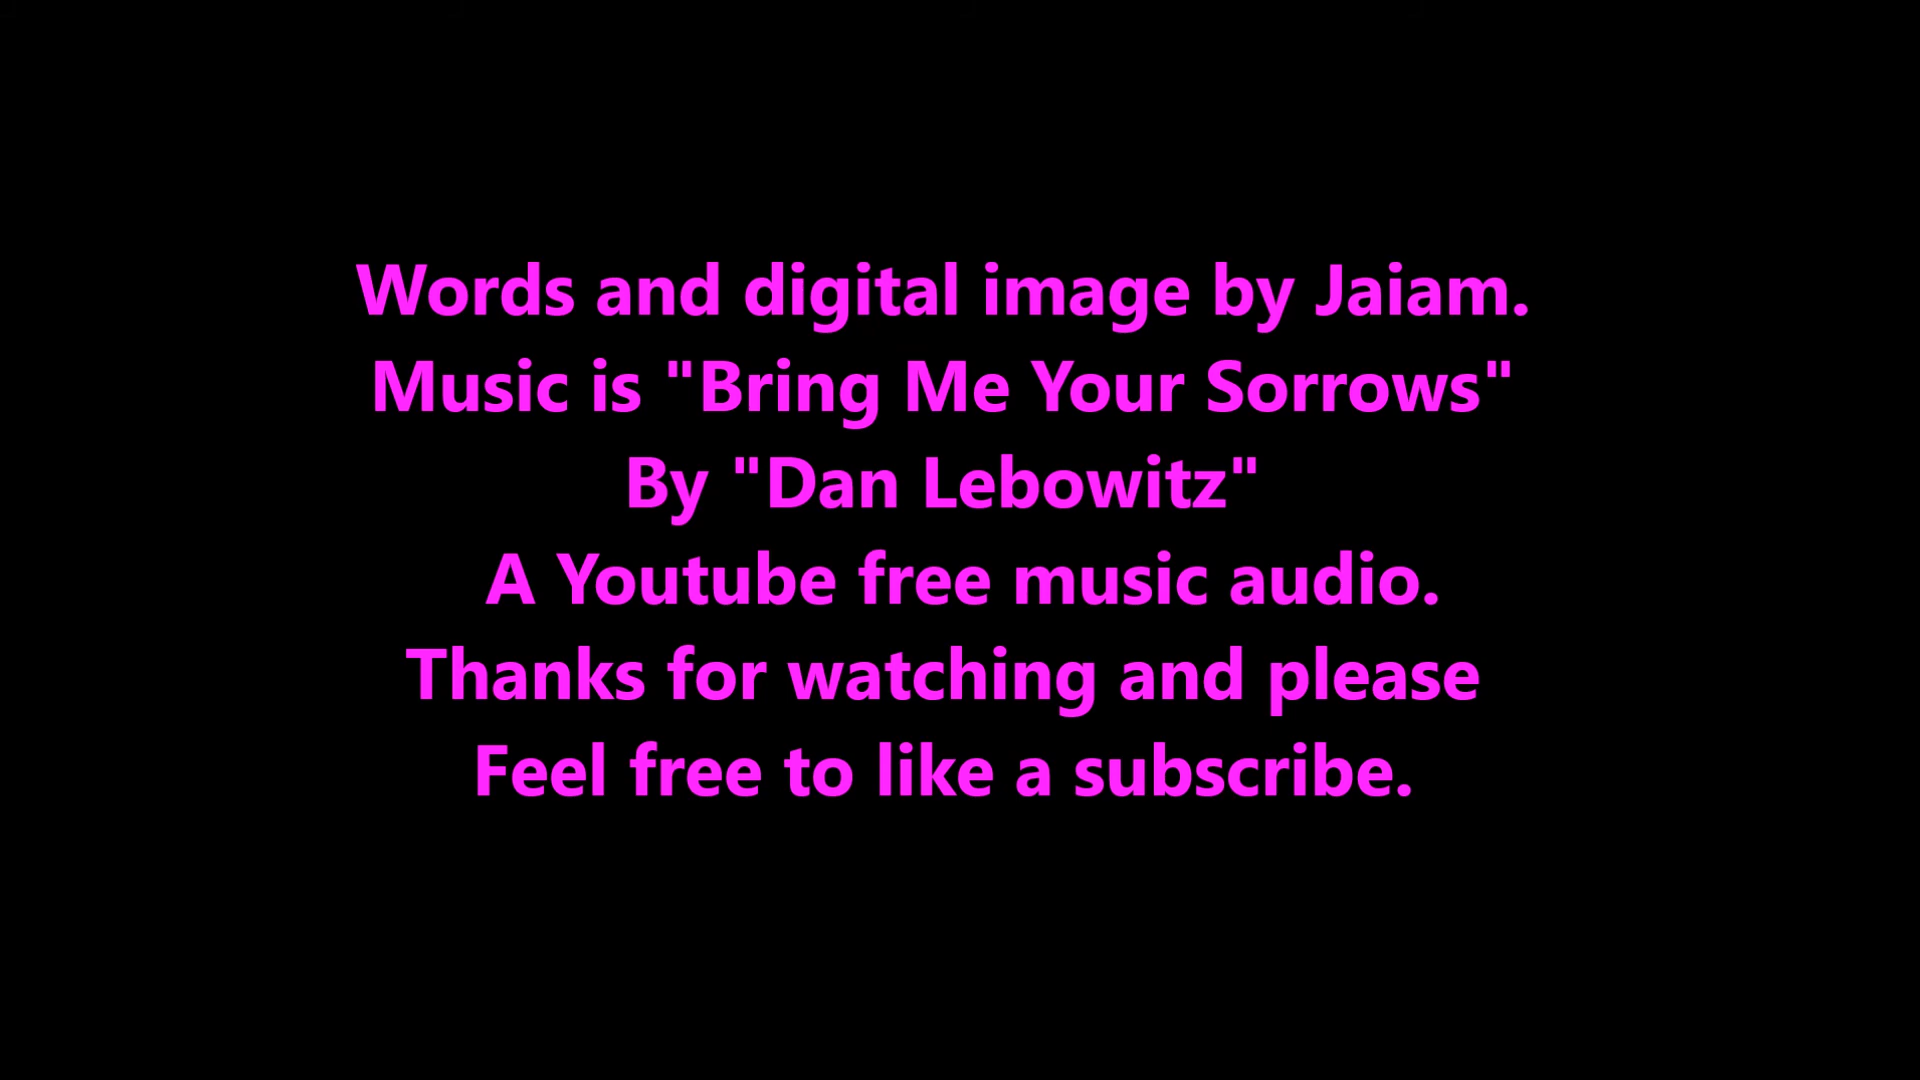 Words and digital image by Jaiam.
Music is "Bring Me Your Sorrows"
By "Dan Lebowitz"
A Youtube free music audio.
Thanks for watching and please
Feel free to like a subscribe.